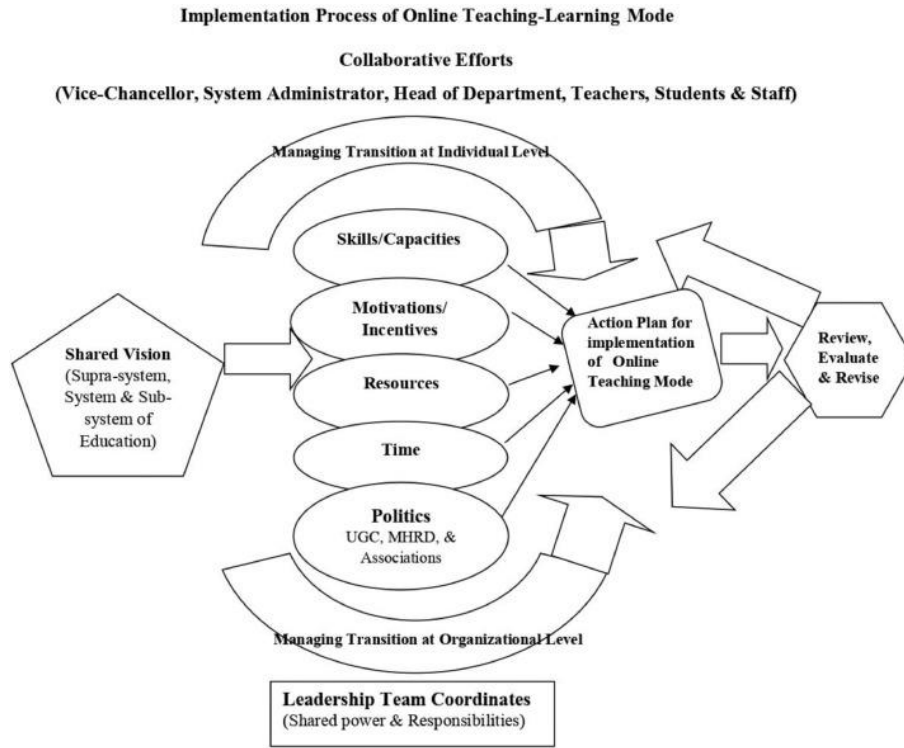 Implementation Process of Online Teaching-Learning Mode
Collaborative Efforts
(Vice-Chancellor, System Administrator, Head of Department, Teachers, Students & Staff)
Managing Transition at Individual Level
Skills/Capacities
Motivations/
Incentives
Resources
Time
Politics
UGC, MHRD, &
Associations
Shared Vision
(Supra-system,
System & Sub-
system of
Education)
Action Plan for
implementation
of Online
Teaching Mode
Review,
Evaluate
& Revise
Managing Transition at Organizational Level
Leadership Team Coordinates
(Shared power & Responsibilities)